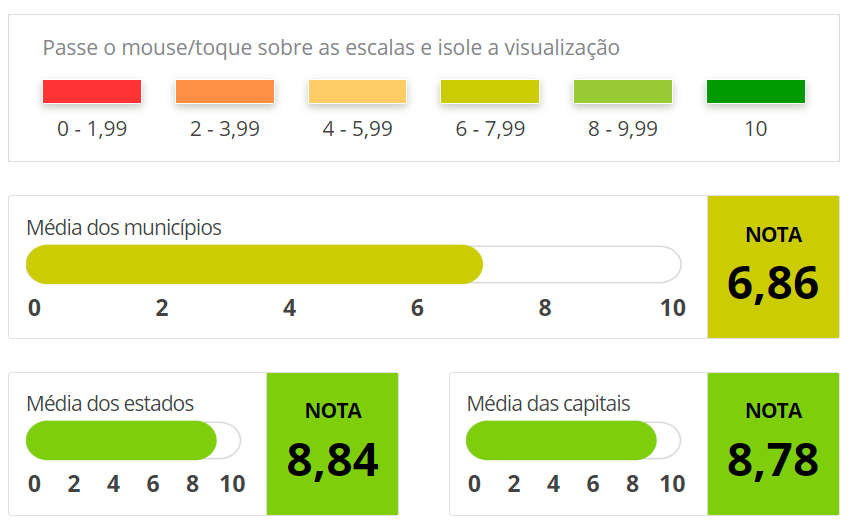 Passe o mouse/toque sobre as escalas e isole a visualização
0 - 1,99 2 - 3,99 4 - 5,99 6 - 7,99 8 - 9,99 10
Média dos municípios
0 2 4 6 8 10
NOTA
6,86
Média dos estados
0 2 4 6 8 10
NOTA
8,84
Média das capitais
0 2 4 6 8 10
NOTA
8,78